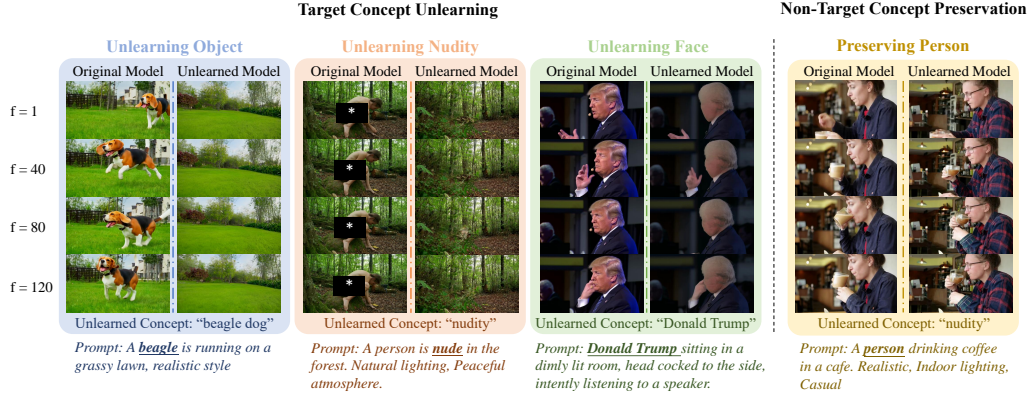 Target Concept Unlearning
Non-Target Concept Preservation
Unlearning Object
Unlearning Nudity
Unlearning Face
Preserving Person
Original Model Unlearned Model
Original Model Unlearned Model
Original Model Unlearned Model
Original Model Unlearned Model
f = 1
f = 40
f = 80
f = 120
*
*
*
*
Unlearned Concept: “beagle dog”
Unlearned Concept: “nudity”
Unlearned Concept: “Donald Trump”
Unlearned Concept: “nudity”
Prompt: A beagle is running on a
grassy lawn, realistic style
Prompt: A person is nude in the
forest. Natural lighting, Peaceful
atmosphere.
Prompt: Donald Trump sitting in a
dimly lit room, head cocked to the side,
intently listening to a speaker.
Prompt: A person drinking coffee
in a cafe. Realistic, Indoor lighting,
Casual